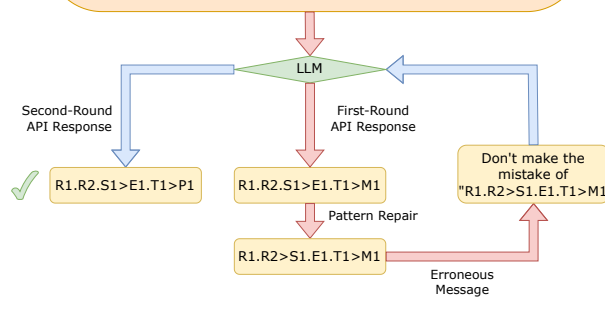 LLM
Second-Round
API Response
First-Round
API Response
R1.R2.S1>E1.T1>P1
R1.R2.S1>E1.T1>M1
Don't make the
mistake of
"R1.R2>S1.E1.T1>M1
Pattern Repair
R1.R2>S1.E1.T1>M1
Erroneous
Message